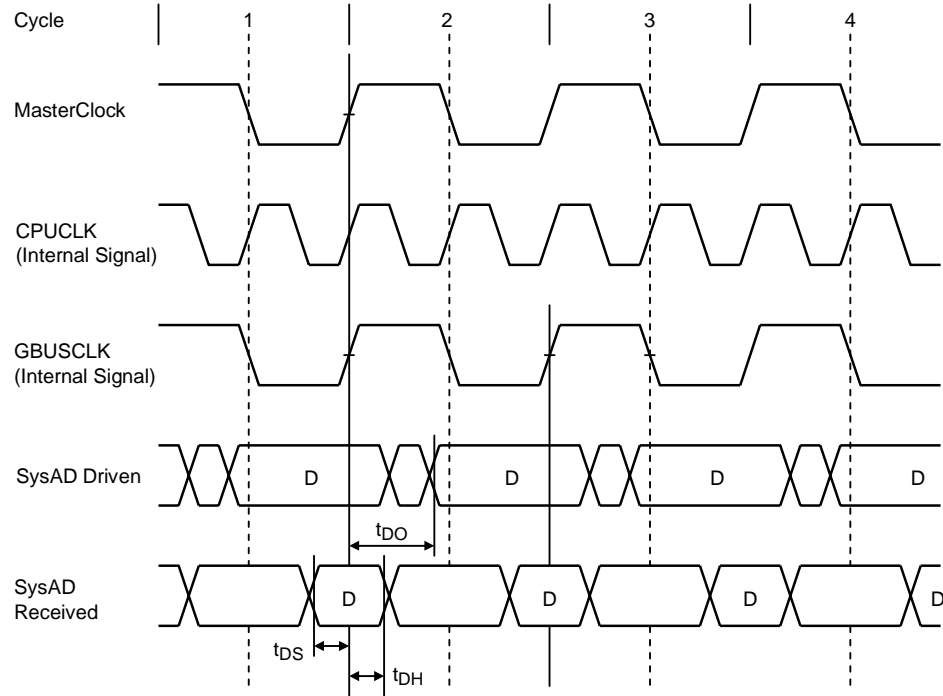 Cycle 1 2 3 4
MasterClock
CPUCLK
(Internal Signal)
GBUSCLK
(Internal Signal)
SysAD Driven D D D D
tDO
SysAD
Received D D D D
tDS
tDH